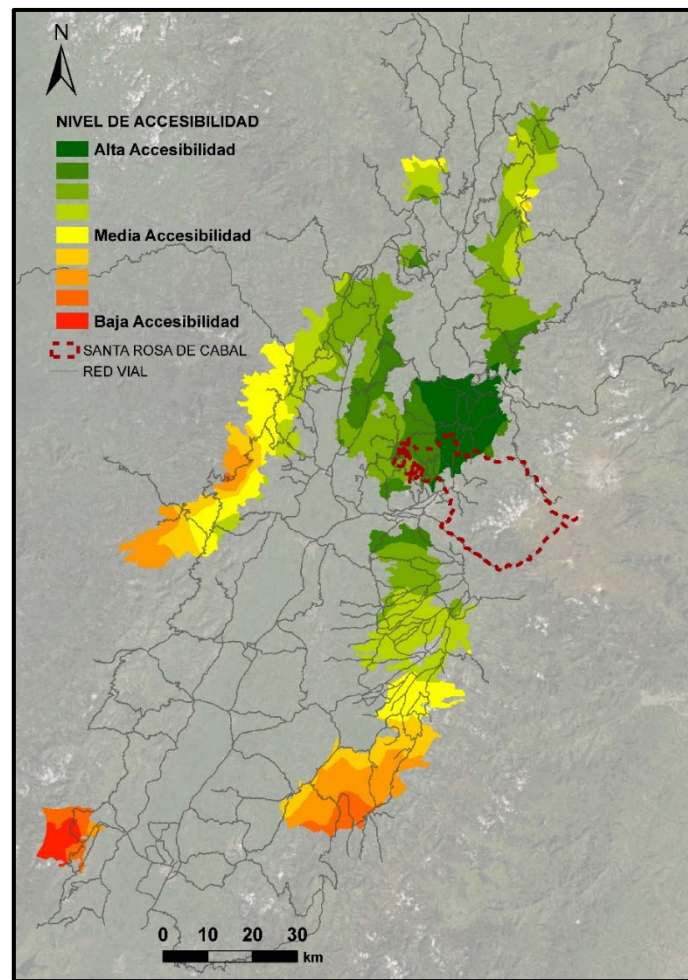 N
NIVEL DE ACCESIBILIDAD
Alta Accesibilidad
Media Accesibilidad
Baja Accesibilidad
SANTA ROSA DE CABAL
RED VIAL
0 10 20 30
km